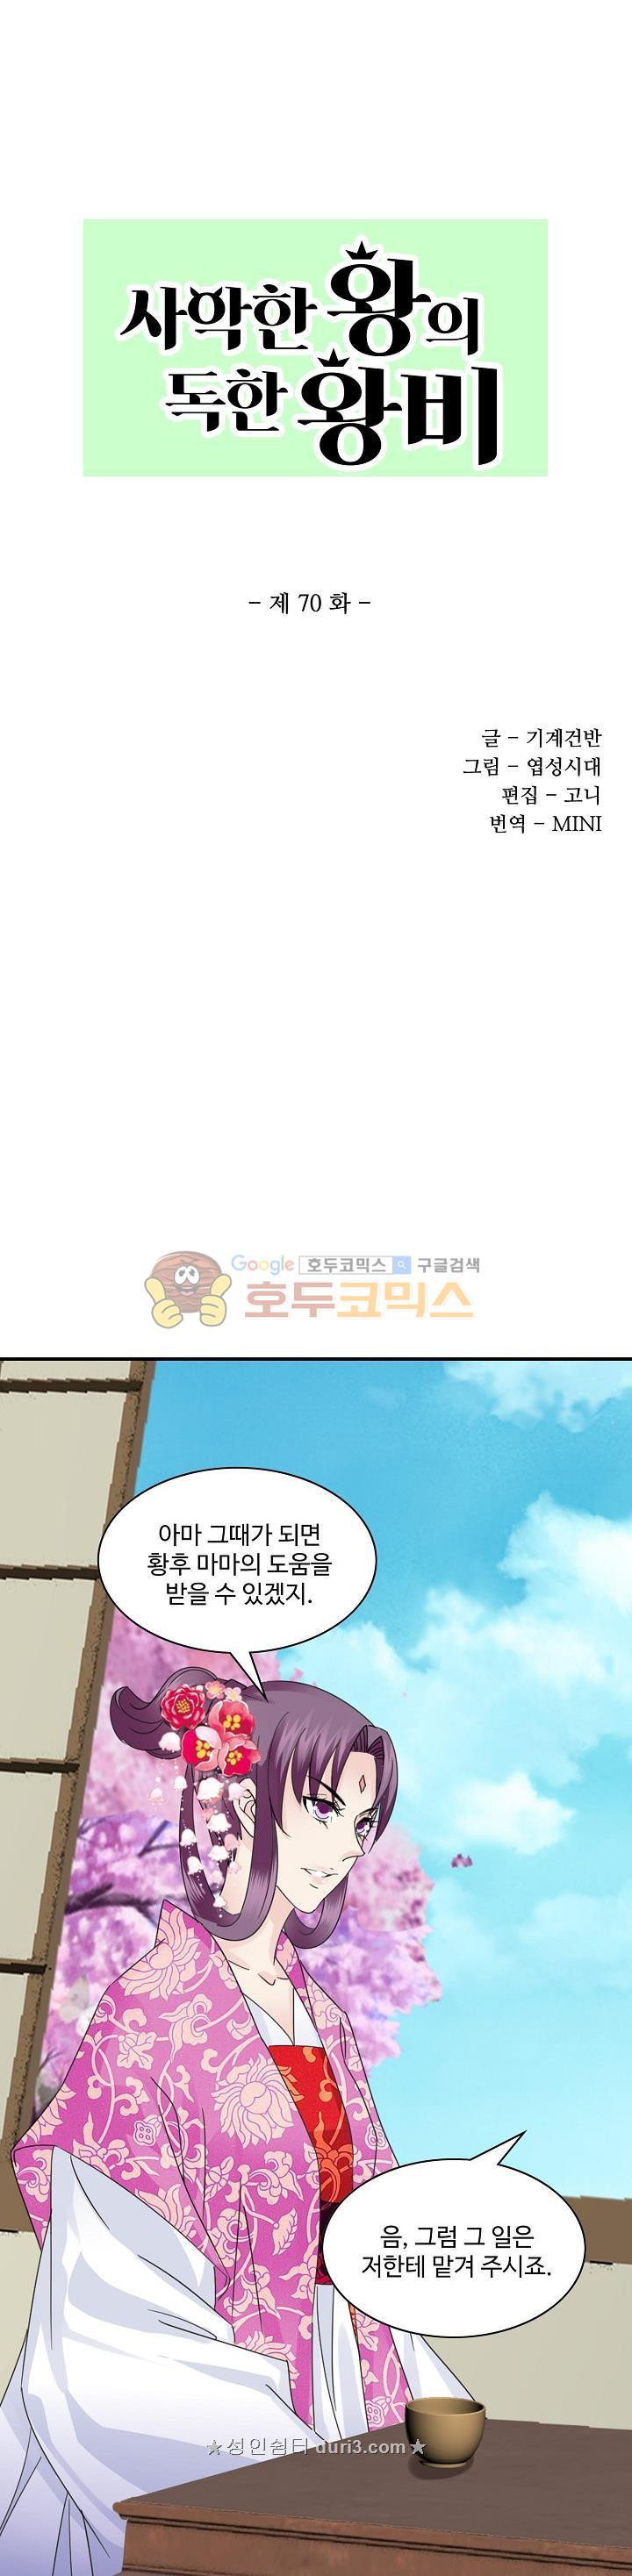 사악한 왕의
독한 왕비
- 제 70 화 -
글 - 기계건반
그림 - 엽성시대
편집 - 고니
번역 - MINI
Google 호두코믹스 구글검색
호두코믹스
아마 그때가 되면
황후 마마의 도움을
받을 수 있겠지.
음, 그럼 그 일은
저한테 맡겨 주시죠.
★성인쉼터 duri3.com★